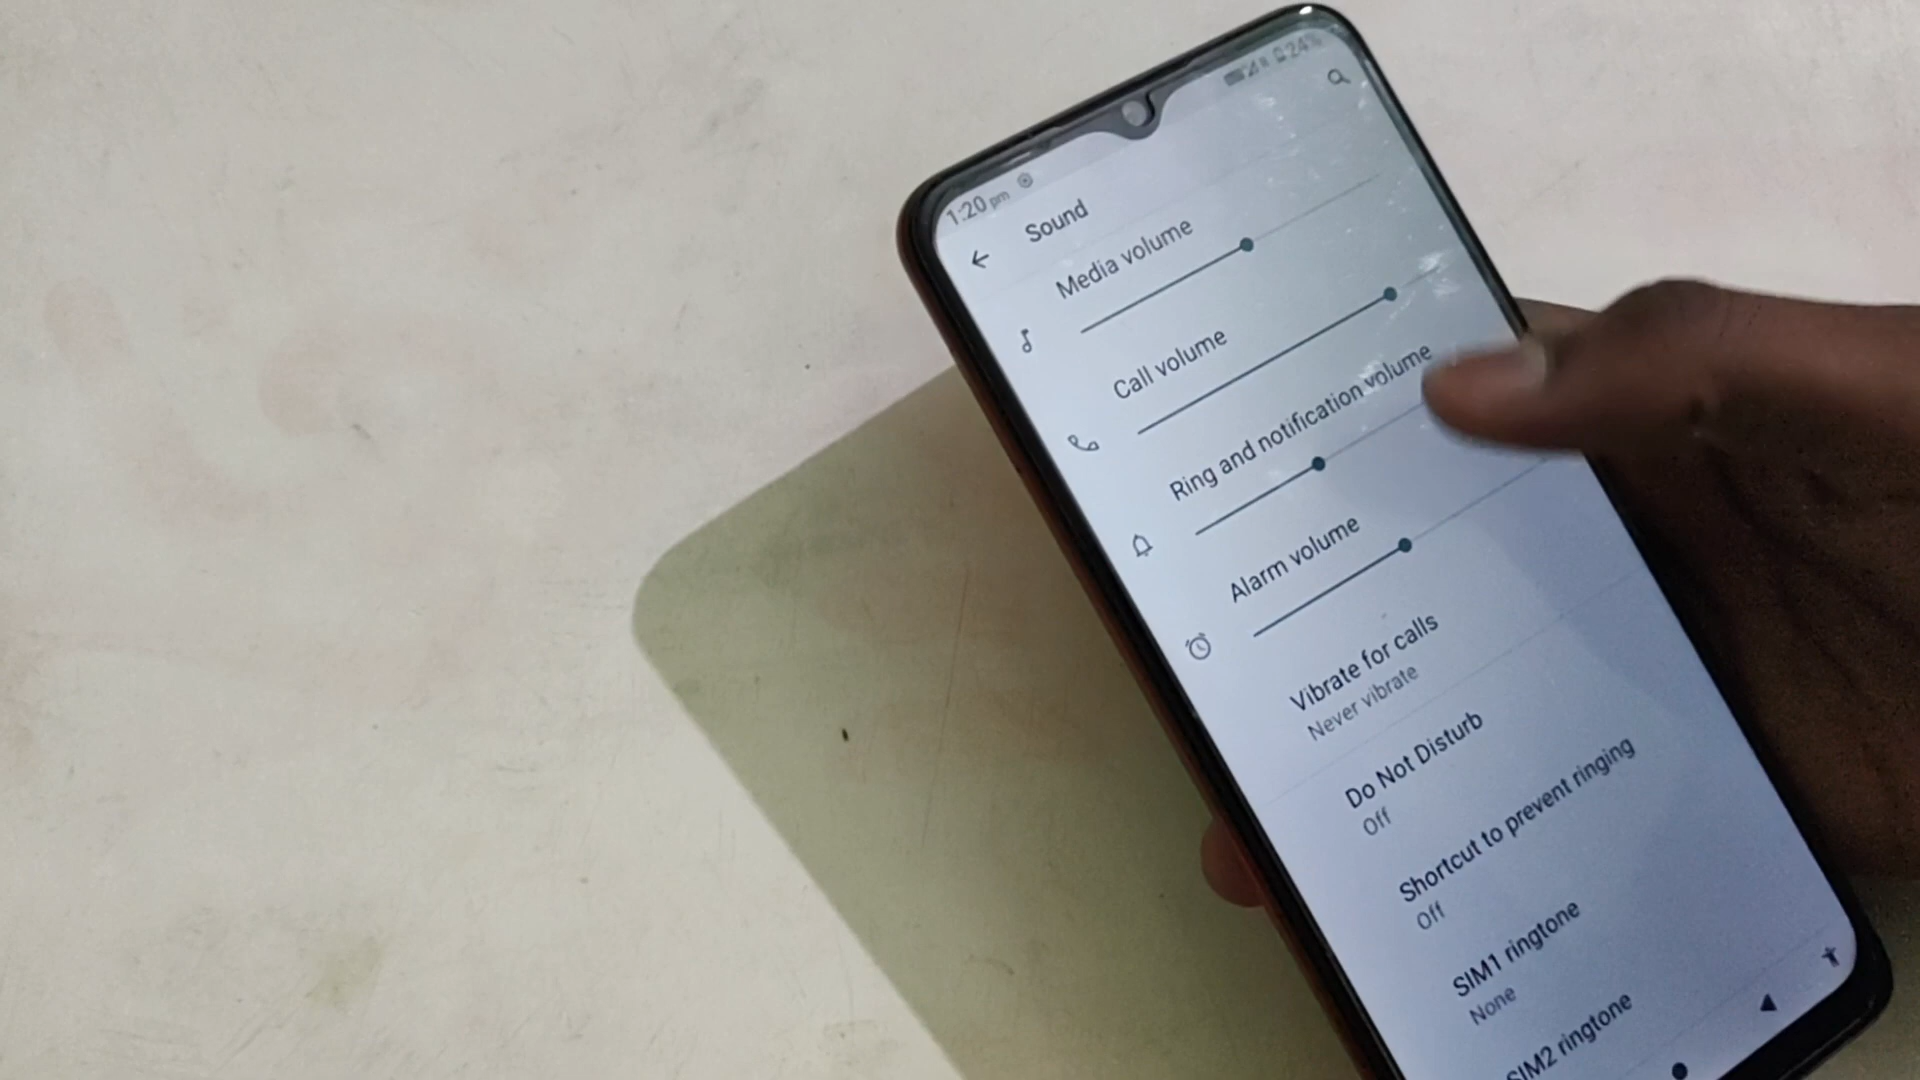 1:20 pm
24%
Sound
Media volume
Call volume
Ring and notification volume
Alarm volume
Vibrate for calls
Never vibrate
Do Not Disturb
Off
Shortcut to prevent ringing
Off
SIM1 ringtone
None
SIM2 ringtone